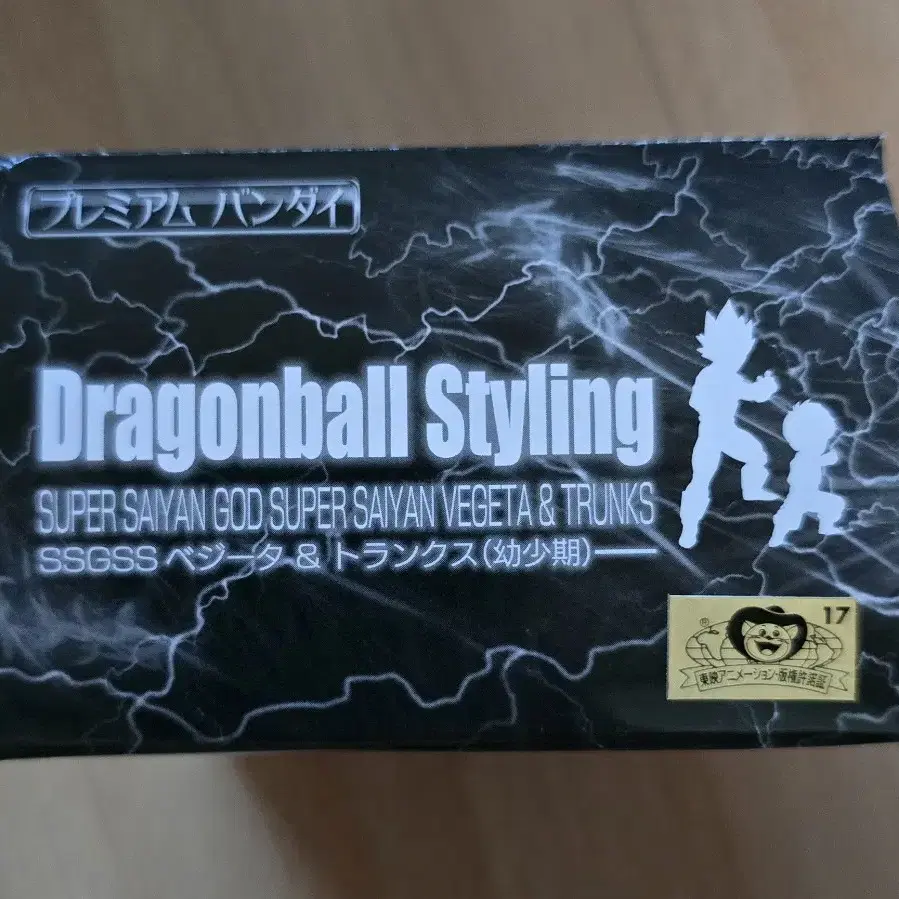 プレミアム バンダイ
Dragonball Styling
SUPER SAIYAN GOD SUPER SAIYAN VEGETA & TRUNKS
SSGSS ベジータ & トランクス(幼少期)
17
東映アニメーション・版権許諾証